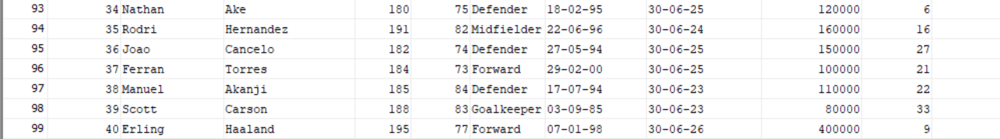 93 34 Nathan Ake 180 75 Defender 18-02-95 30-06-25 120000 6
94 35 Rodri Hernandez 191 82 Midfielder 22-06-96 30-06-24 160000 16
95 36 Joao Cancelo 182 74 Defender 27-05-94 30-06-25 150000 27
96 37 Ferran Torres 184 73 Forward 29-02-00 30-06-25 100000 21
97 38 Manuel Akanji 185 84 Defender 17-07-94 30-06-23 110000 22
98 39 Scott Carson 188 83 Goalkeeper 03-09-85 30-06-23 80000 33
99 40 Erling Haaland 195 77 Forward 07-01-98 30-06-26 400000 9